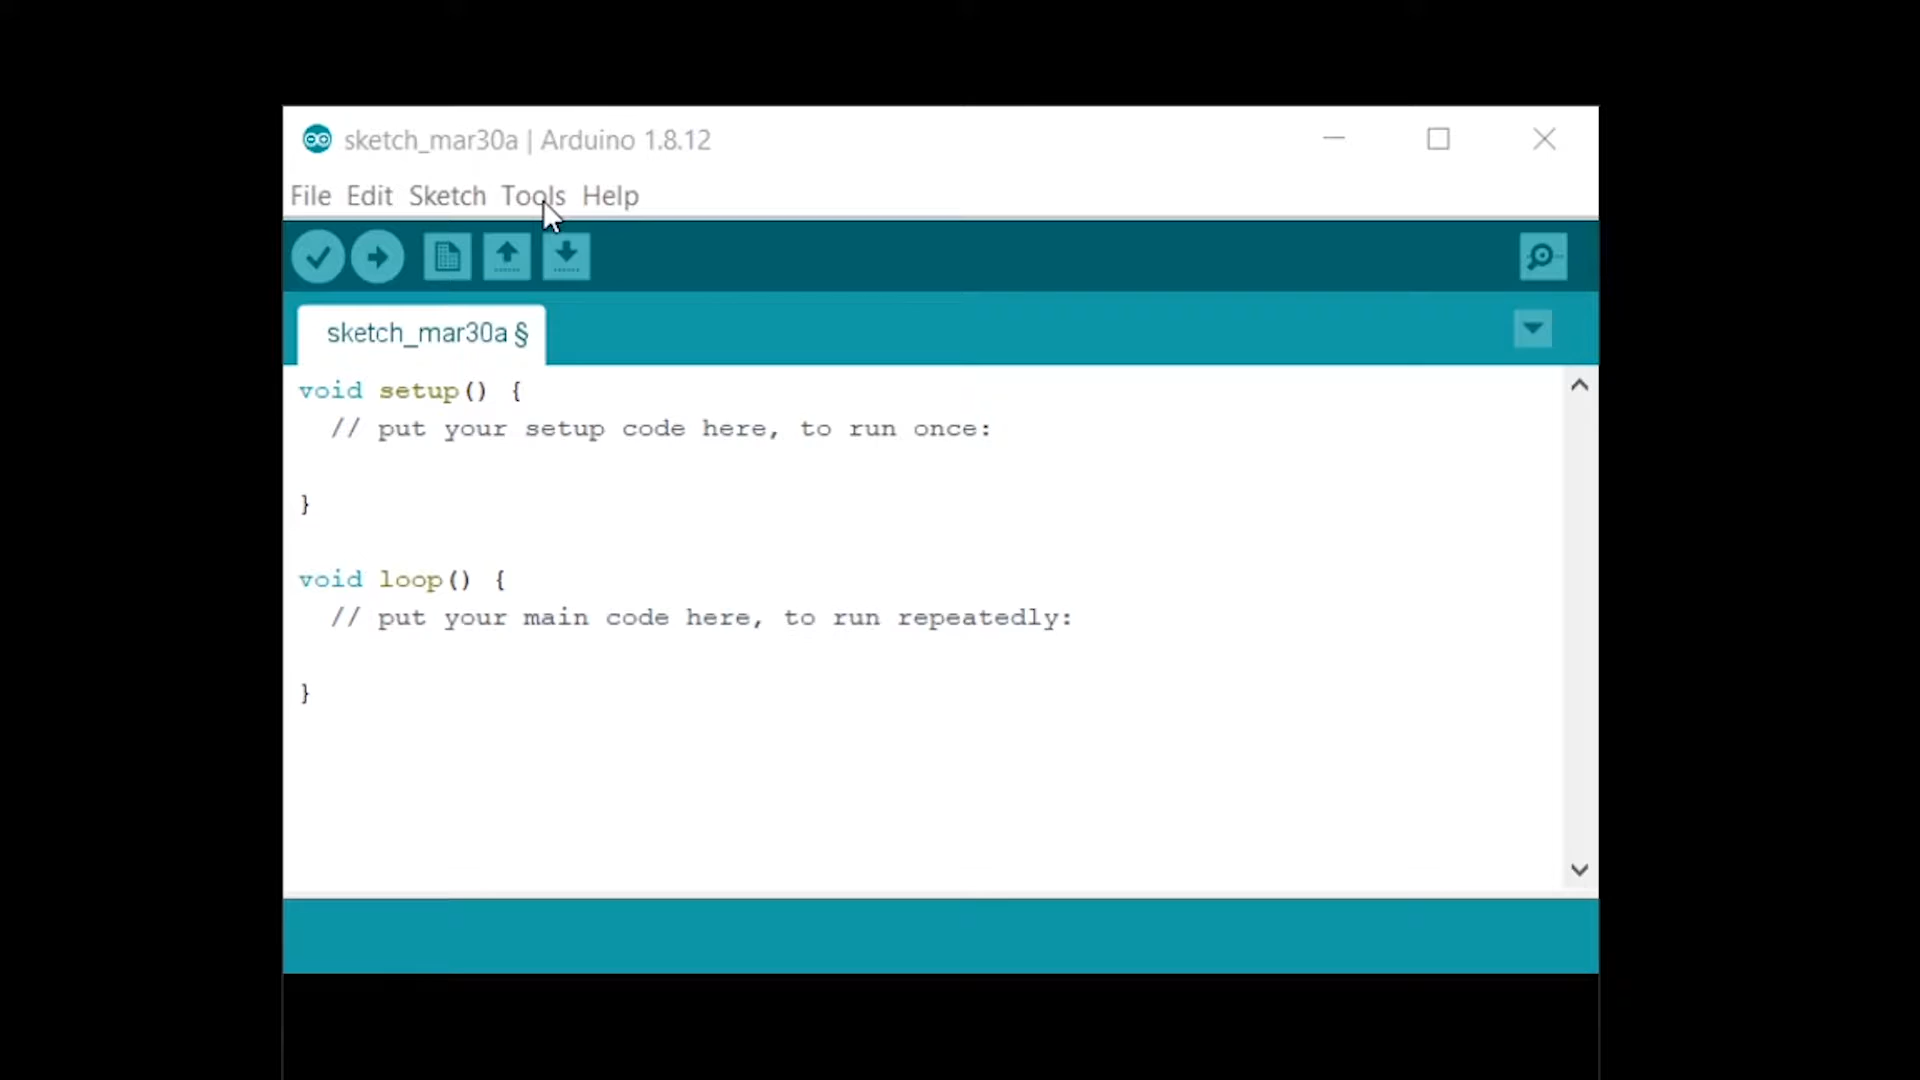 sketch_mar30a | Arduino 1.8.12
File Edit Sketch Tools Help
sketch_mar30a §
void setup() {
  // put your setup code here, to run once:
}
void loop() {
  // put your main code here, to run repeatedly:
}